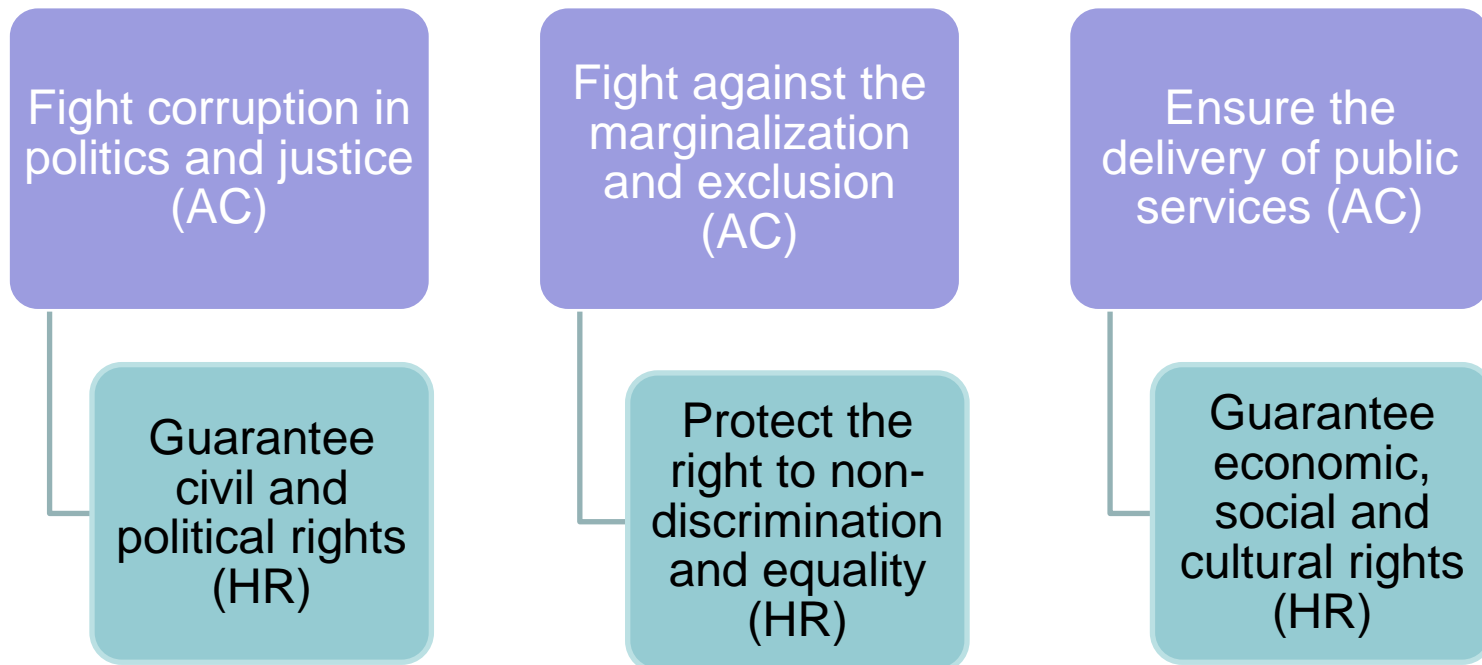 Fight corruption in
politics and justice
(AC)
Guarantee
civil and
political rights
(HR)
Fight against the
marginalization
and exclusion
(AC)
Protect the
right to non-
discrimination
and equality
(HR)
Ensure the
delivery of public
services (AC)
Guarantee
economic,
social and
cultural rights
(HR)